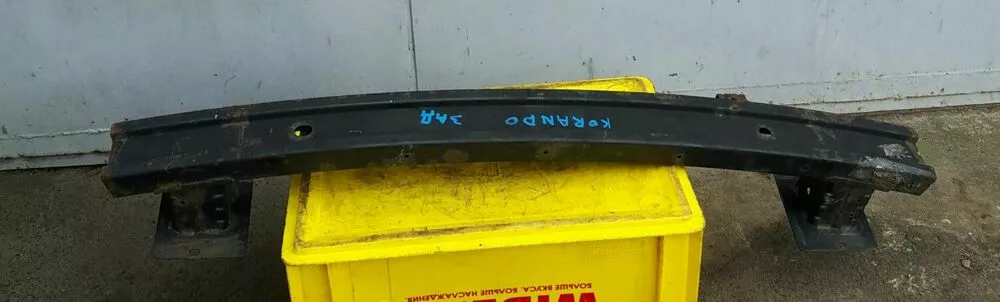 KORANDO ЗАД
БОЛЬШЕ ВКУСА. БОЛЬШЕ НАСЛАЖДЕНИЯ.